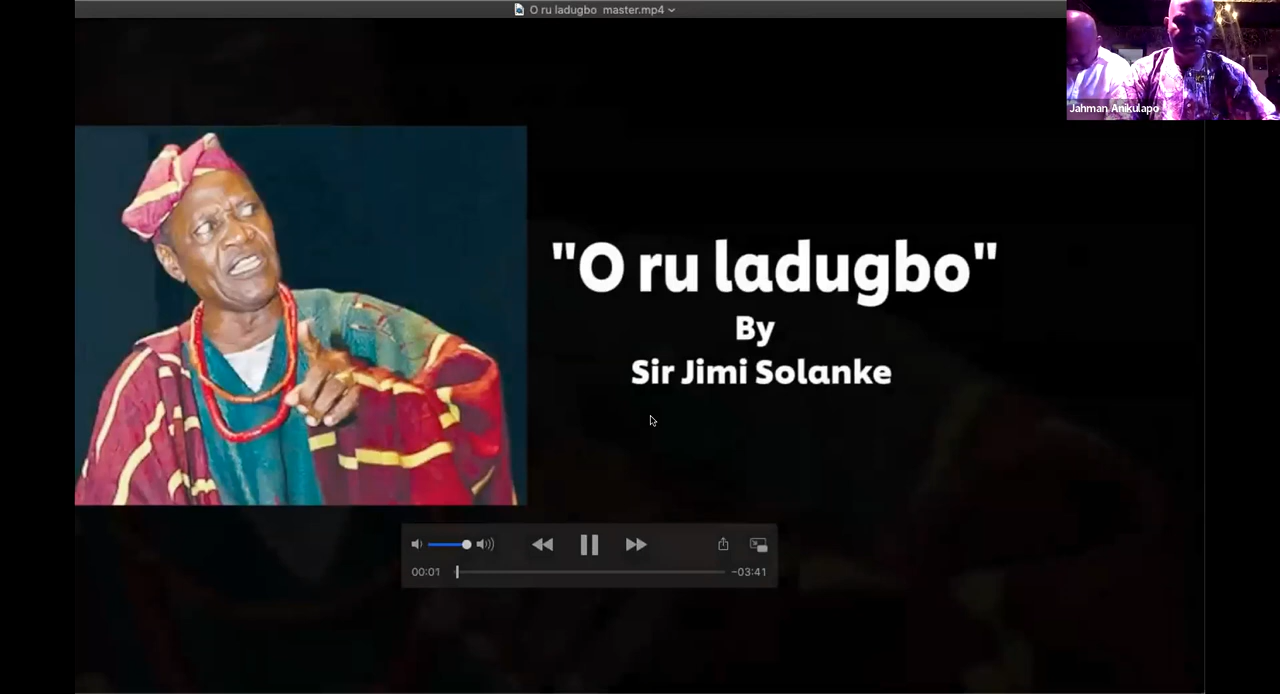 O ru ladugbo master.mp4
Jahman Anikulapo
"O ru ladugbo"
By
Sir Jimi Solanke
00:01
-03:41